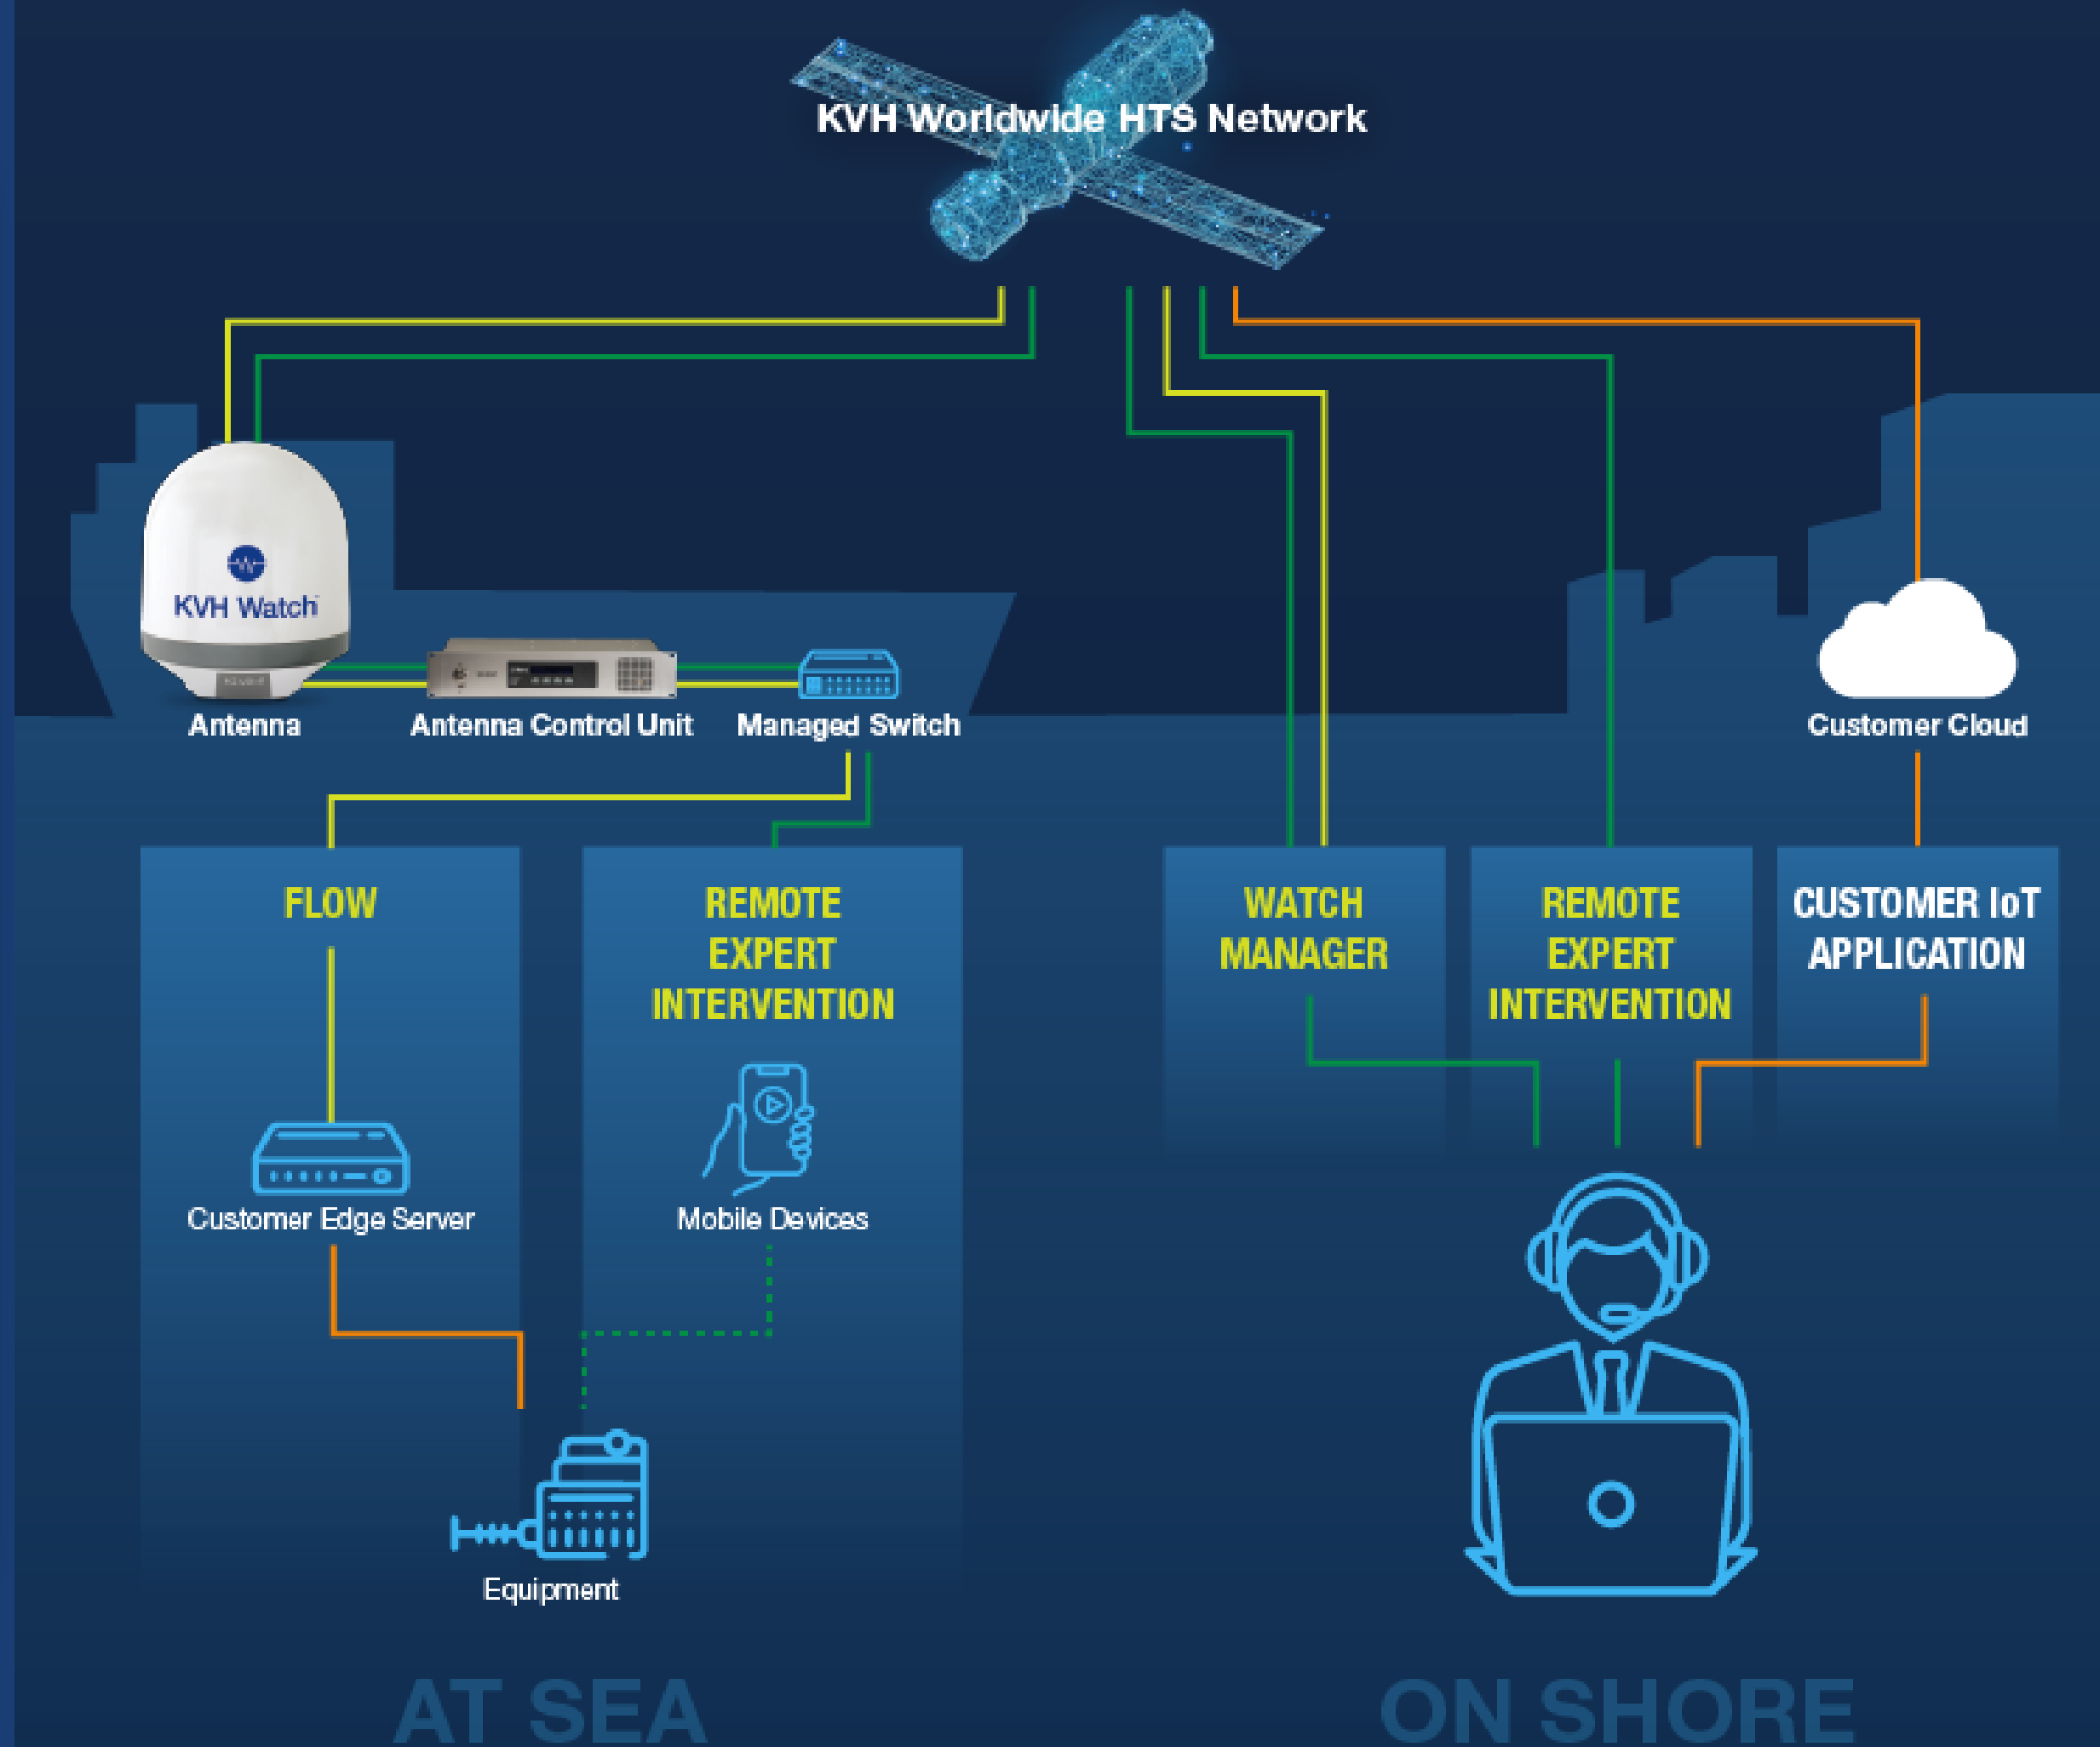 KVH Worldwide HTS Network
KVH Watch
Antenna
Antenna Control Unit
Managed Switch
Customer Cloud
FLOW
REMOTE
EXPERT
INTERVENTION
WATCH
MANAGER
REMOTE
EXPERT
INTERVENTION
CUSTOMER IoT
APPLICATION
Customer Edge Server
Mobile Devices
Equipment
AT SEA
ON SHORE